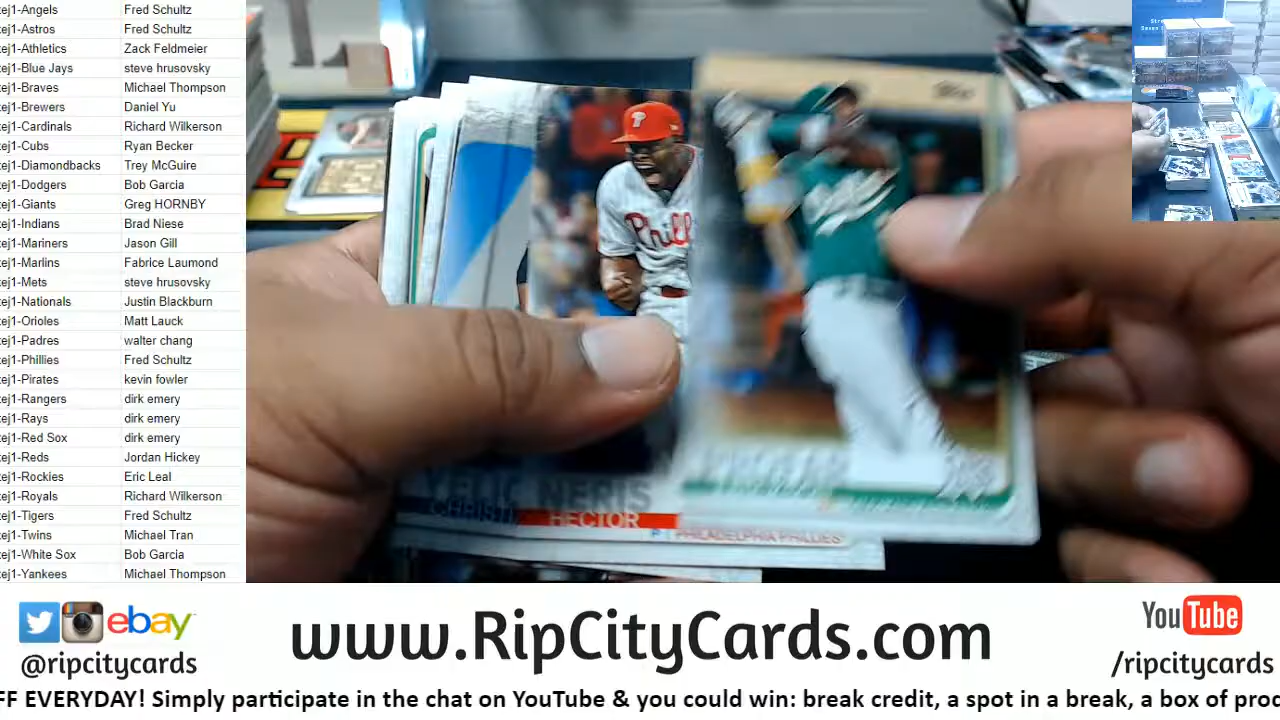 ej1-Angels Fred Schultz
ej1-Astros Fred Schultz
ej1-Athletics Zack Feldmeier
ej1-Blue Jays steve hrusovsky
ej1-Braves Michael Thompson
ej1-Brewers Daniel Yu
ej1-Cardinals Richard Wilkerson
ej1-Cubs Ryan Becker
ej1-Diamondbacks Trey McGuire
ej1-Dodgers Bob Garcia
ej1-Giants Greg HORNBY
ej1-Indians Brad Niese
ej1-Mariners Jason Gill
ej1-Marlins Fabrice Laumond
ej1-Mets steve hrusovsky
ej1-Nationals Justin Blackburn
ej1-Orioles Matt Lauck
ej1-Padres walter chang
ej1-Phillies Fred Schultz
ej1-Pirates kevin fowler
ej1-Rangers dirk emery
ej1-Rays dirk emery
ej1-Red Sox dirk emery
ej1-Reds Jordan Hickey
ej1-Rockies Eric Leal
ej1-Royals Richard Wilkerson
ej1-Tigers Fred Schultz
ej1-Twins Michael Tran
ej1-White Sox Bob Garcia
ej1-Yankees Michael Thompson
P
Phill
YELIC
CHRISTI
NERIS
HECTOR
PHILADELPHIA PHILLIES
ebay
@ripcitycards
www.RipCityCards.com
YouTube
/ripcitycards
FF EVERYDAY! Simply participate in the chat on YouTube & you could win: break credit, a spot in a break, a box of proc